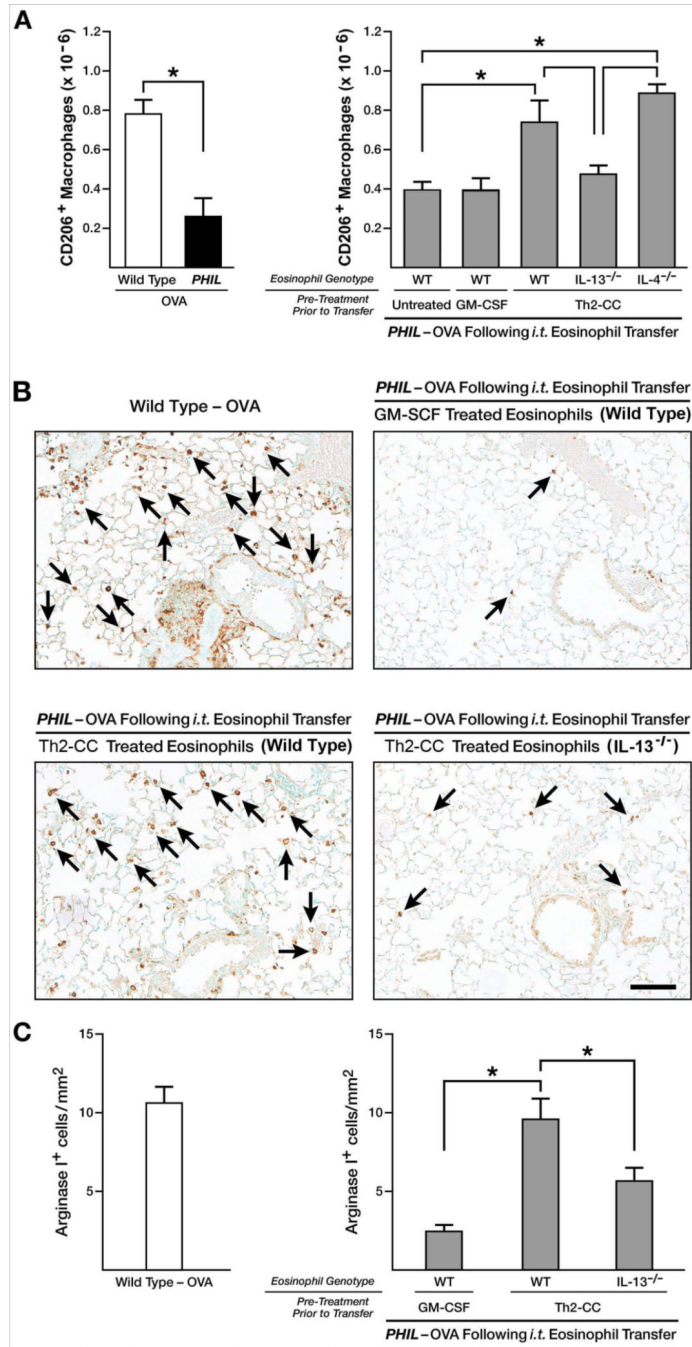 A
CD206+ Macrophages (x 10-6)
1.2
1.0
0.8
0.6
0.4
0.2
*
Wild Type PHIL
OVA
CD206+ Macrophages (x 10-6)
1.2
1.0
0.8
0.6
0.4
0.2
*
*
*
Eosinophil Genotype WT WT WT IL-13-/- IL-4-/-
Pre-Treatment
Prior to Transfer Untreated GM-CSF Th2-CC
PHIL – OVA Following i.t. Eosinophil Transfer
B
Wild Type – OVA
PHIL – OVA Following i.t. Eosinophil Transfer
GM-SCF Treated Eosinophils (Wild Type)
PHIL – OVA Following i.t. Eosinophil Transfer
Th2-CC Treated Eosinophils (Wild Type)
PHIL – OVA Following i.t. Eosinophil Transfer
Th2-CC Treated Eosinophils (IL-13-/-)
C
Arginase I+ cells/mm2
15
10
5
Wild Type – OVA
Arginase I+ cells/mm2
15
10
5
*
*
Eosinophil Genotype WT WT IL-13-/-
Pre-Treatment
Prior to Transfer GM-CSF Th2-CC
PHIL – OVA Following i.t. Eosinophil Transfer